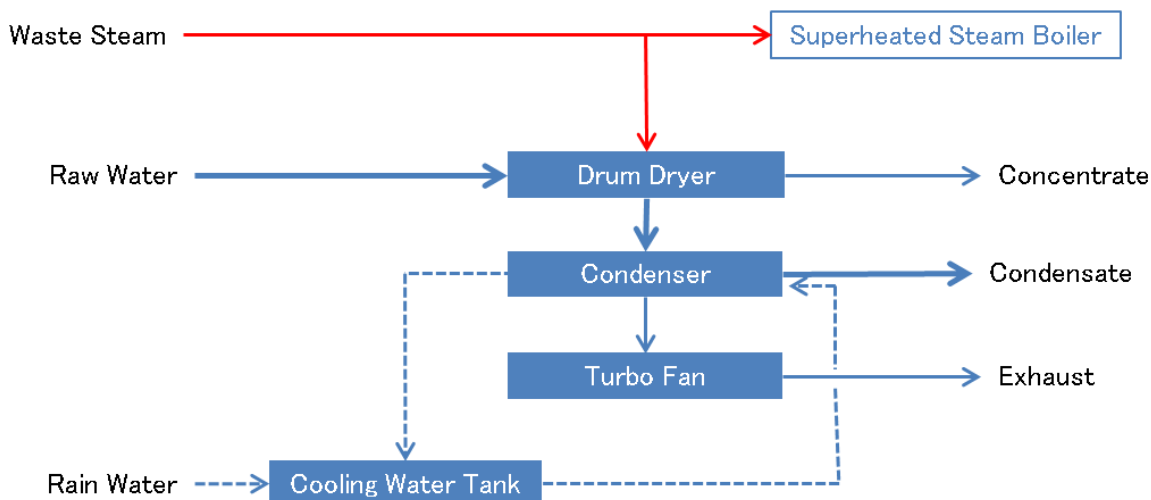 Waste Steam
Superheated Steam Boiler
Raw Water
Drum Dryer
Concentrate
Condenser
Condensate
Turbo Fan
Exhaust
Rain Water
Cooling Water Tank